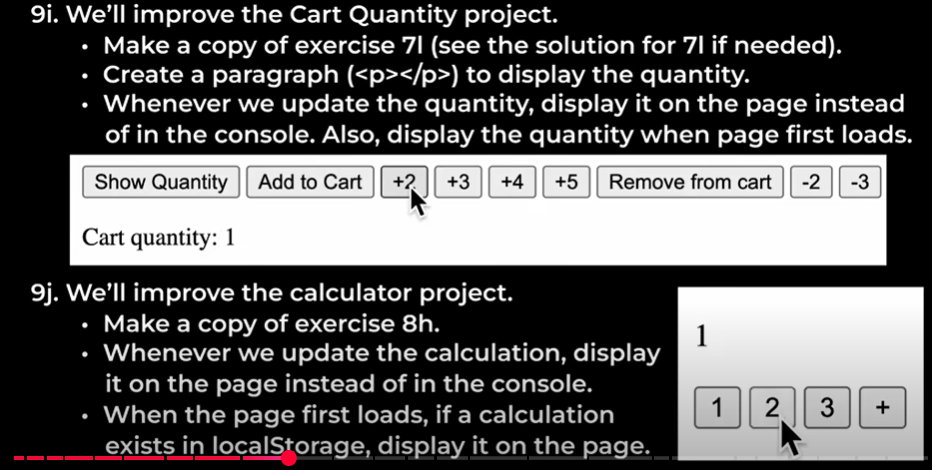 9i. We’ll improve the Cart Quantity project.
• Make a copy of exercise 7l (see the solution for 7l if needed).
• Create a paragraph (<p></p>) to display the quantity.
• Whenever we update the quantity, display it on the page instead
of in the console. Also, display the quantity when page first loads.
Show Quantity Add to Cart +2 +3 +4 +5 Remove from cart -2 -3
Cart quantity: 1
9j. We’ll improve the calculator project.
• Make a copy of exercise 8h.
• Whenever we update the calculation, display
it on the page instead of in the console.
• When the page first loads, if a calculation
exists in localStorage, display it on the page.
1
1 2 3 +